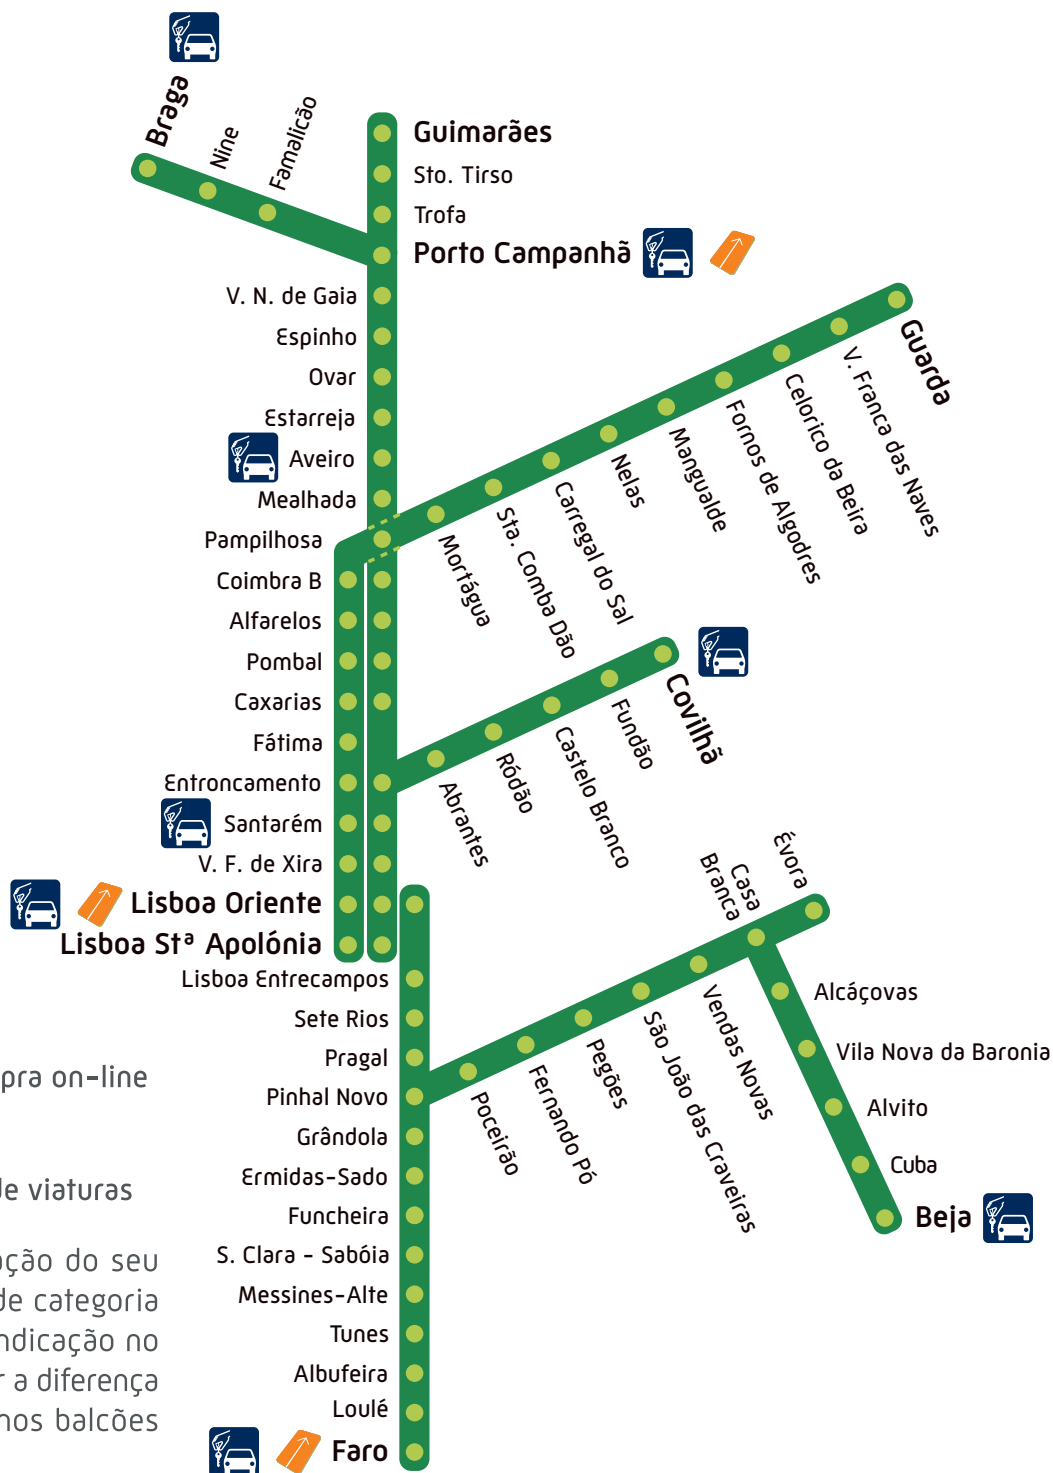 Braga
Nine
Famalicão
Guimarães
Sto. Tirso
Trofa
Porto Campanhã
V. N. de Gaia
Espinho
Ovar
Estarreja
Aveiro
Mealhada
Pampilhosa
Coimbra B
Alfarelos
Pombal
Caxarias
Fátima
Entroncamento
Santarém
V. F. de Xira
Lisboa Oriente
Lisboa Stª Apolónia
Guarda
V. Franca das Naves
Celorico da Beira
Fornos de Algodres
Mangualde
Nelas
Carregal do Sal
Sta. Comba Dão
Mortágua
Covilhã
Fundão
Castelo Branco
Ródão
Abrantes
Lisboa Entrecampos
Sete Rios
Pragal
Pinhal Novo
Grândola
Ermidas-Sado
Funcheira
S. Clara - Sabóia
Messines-Alte
Tunes
Albufeira
Loulé
Faro
Évora
Casa
Branca
Vendas Novas
São João das Craveiras
Pegões
Fernando Pó
Poceirão
Alcáçovas
Vila Nova da Baronia
Alvito
Cuba
Beja
pra on-line
de viaturas
ação do seu
de categoria
ndicação no
r a diferença
nos balcões